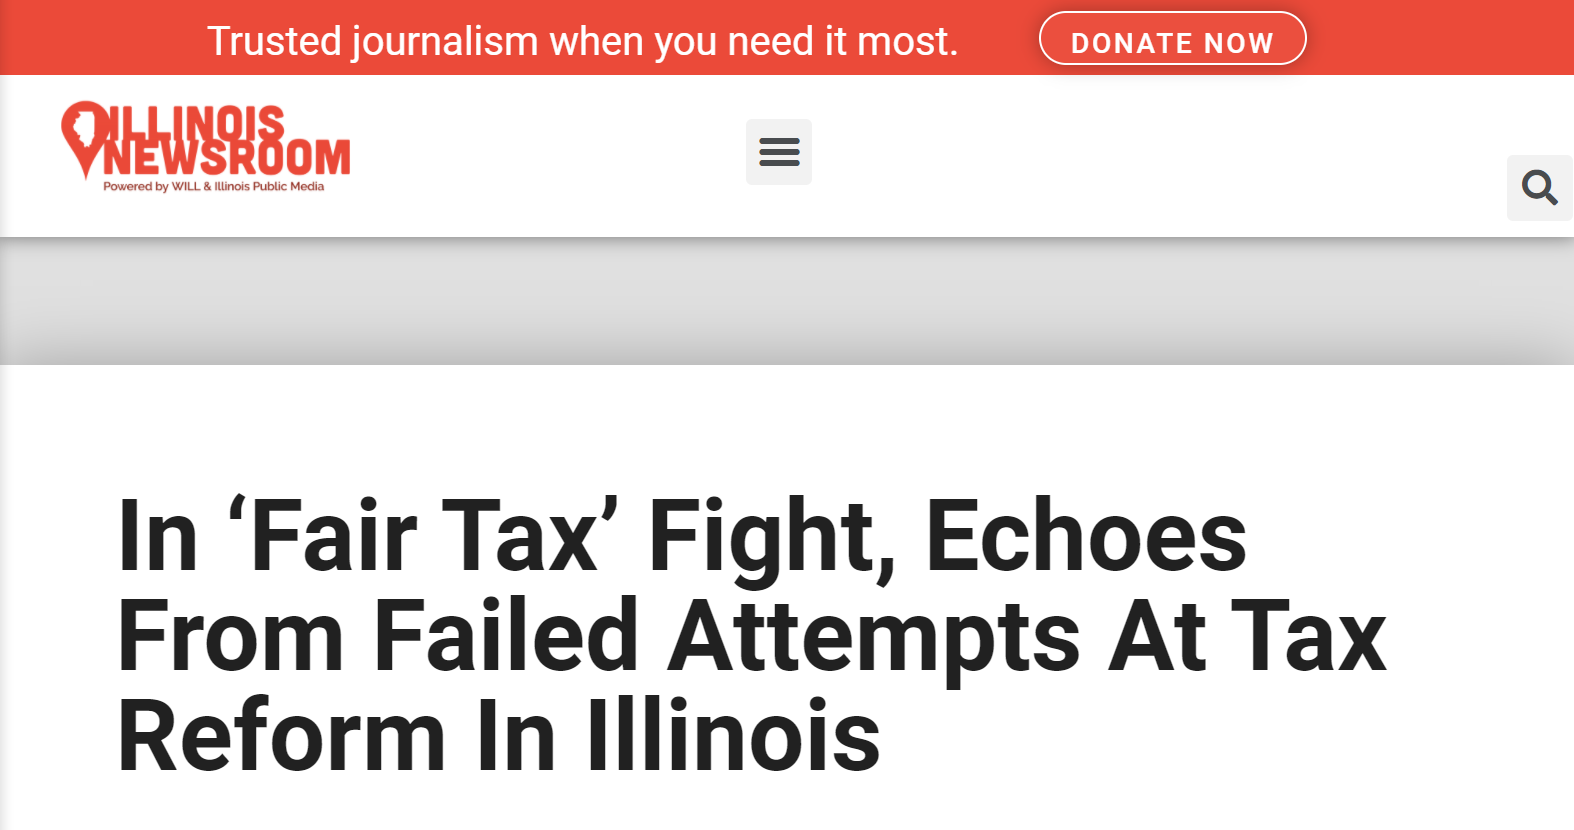 Trusted journalism when you need it most.
DONATE NOW
ILLINOIS
NEWSROOM
Powered by WILL & Illinois Public Media
In ‘Fair Tax’ Fight, Echoes
From Failed Attempts At Tax
Reform In Illinois